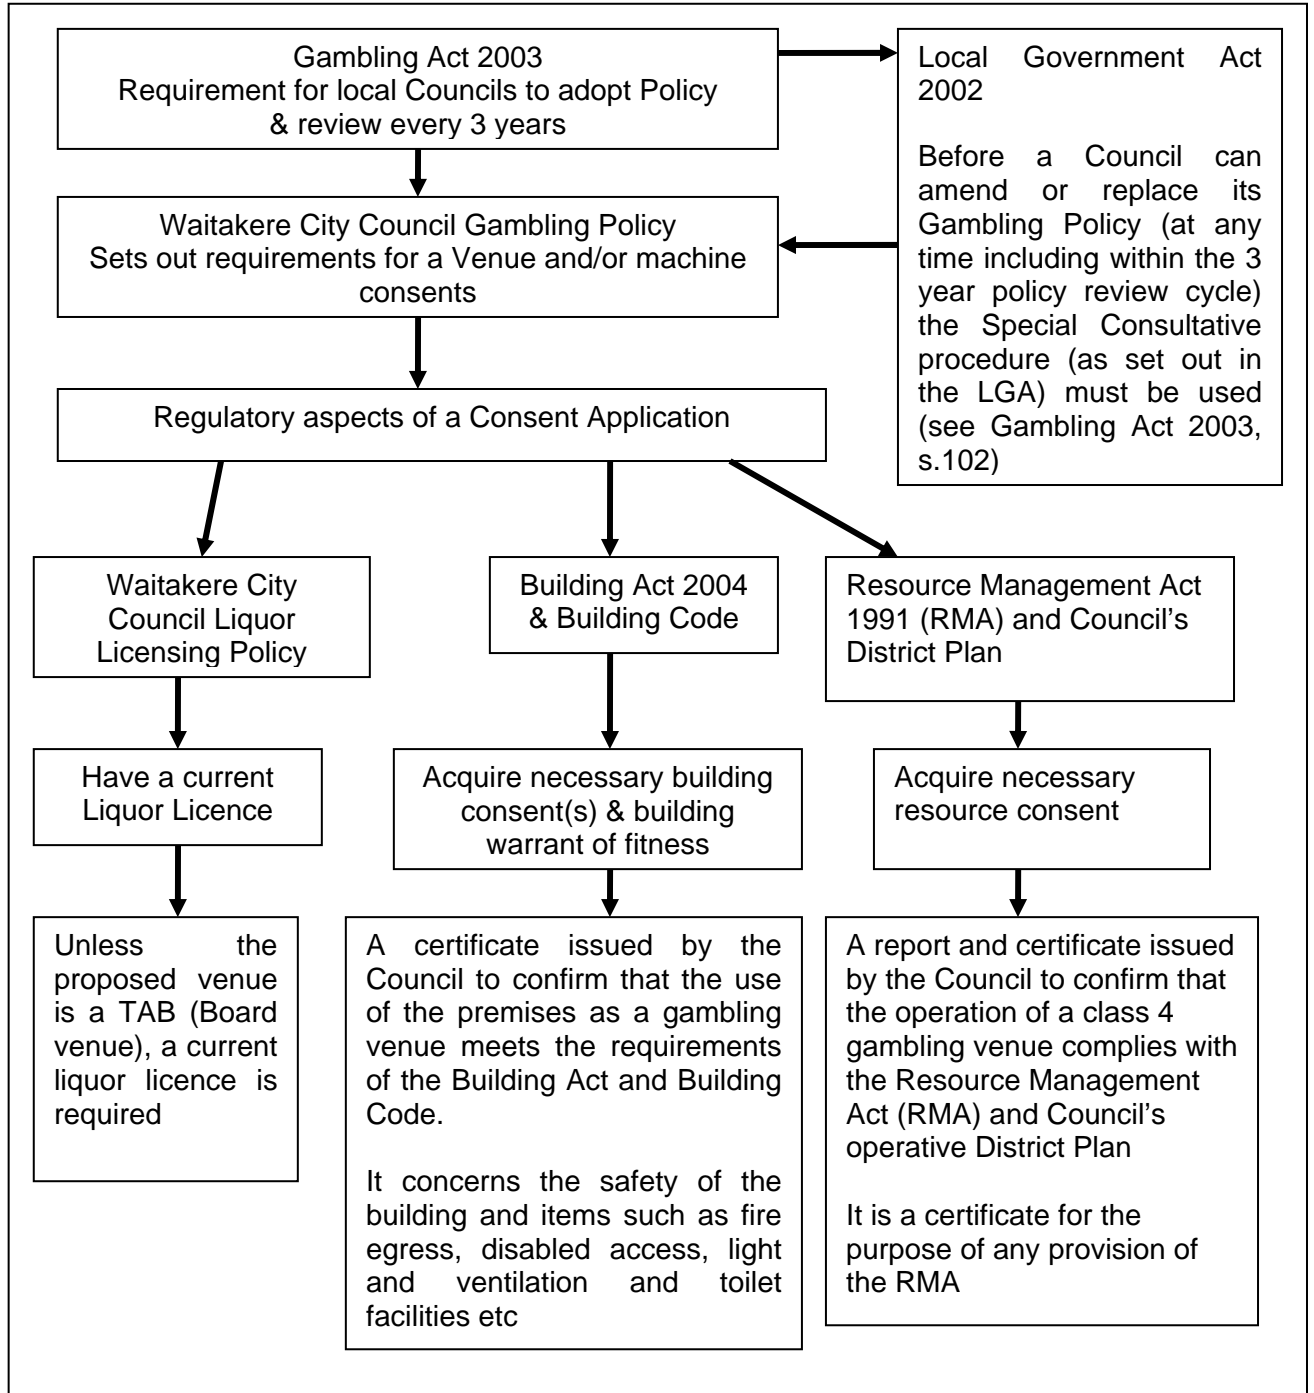 Gambling Act 2003
Requirement for local Councils to adopt Policy
& review every 3 years
Local Government Act
2002
Before a Council can
amend or replace its
Gambling Policy (at any
time including within the 3
year policy review cycle)
the Special Consultative
procedure (as set out in
the LGA) must be used
(see Gambling Act 2003,
s.102)
Waitakere City Council Gambling Policy
Sets out requirements for a Venue and/or machine
consents
Regulatory aspects of a Consent Application
Waitakere City
Council Liquor
Licensing Policy
Building Act 2004
& Building Code
Resource Management Act
1991 (RMA) and Council’s
District Plan
Have a current
Liquor Licence
Acquire necessary building
consent(s) & building
warrant of fitness
Acquire necessary
resource consent
Unless the
proposed venue
is a TAB (Board
venue), a current
liquor licence is
required
A certificate issued by the
Council to confirm that the use
of the premises as a gambling
venue meets the requirements
of the Building Act and Building
Code.
It concerns the safety of the
building and items such as fire
egress, disabled access, light
and ventilation and toilet
facilities etc
A report and certificate issued
by the Council to confirm that
the operation of a class 4
gambling venue complies with
the Resource Management
Act (RMA) and Council’s
operative District Plan
It is a certificate for the
purpose of any provision of
the RMA